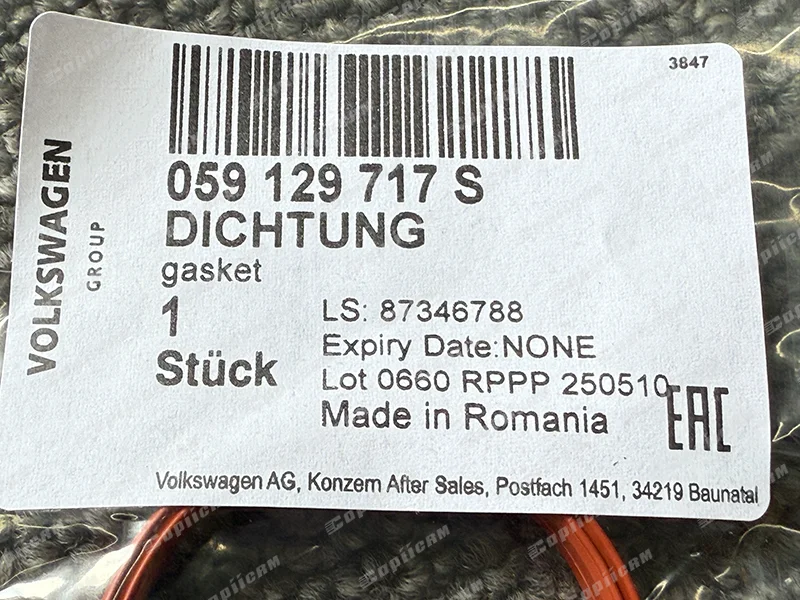 3847
VOLKSWAGEN
GROUP
059 129 717 S
DICHTUNG
gasket
1
Stück
LS: 87346788
Expiry Date:NONE
Lot 0660 RPPP 250510
Made in Romania
EAC
Volkswagen AG, Konzern After Sales, Postfach 1451, 34219 Baunatal